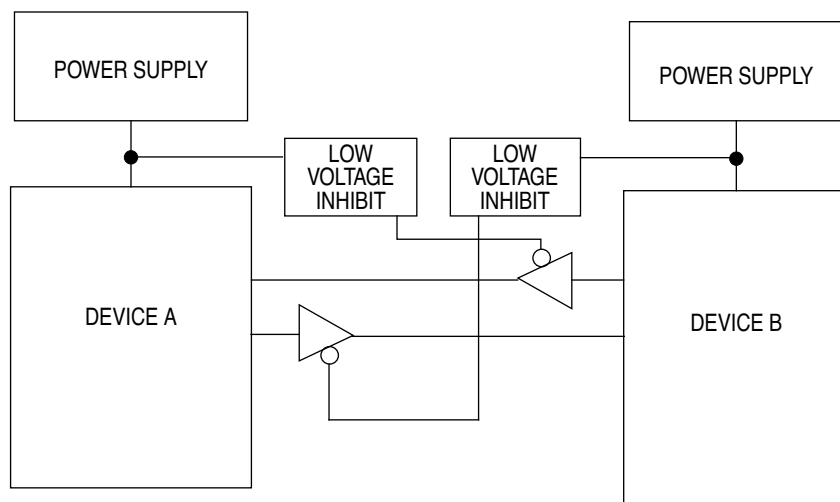 POWER SUPPLY
POWER SUPPLY
LOW
VOLTAGE
INHIBIT
LOW
VOLTAGE
INHIBIT
DEVICE A
DEVICE B